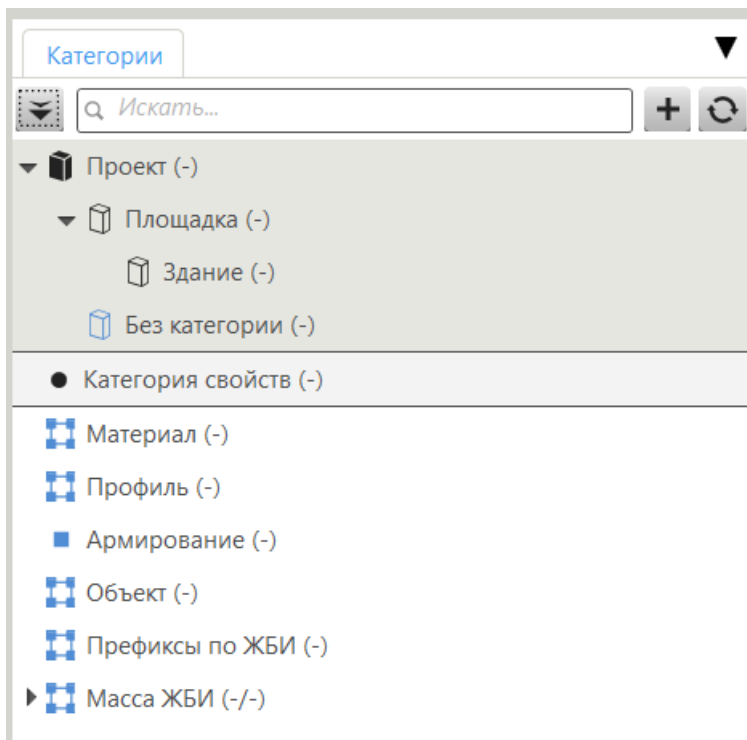 Категории
Искать...
Проект (-)
Площадка (-)
Здание (-)
Без категории (-)
Категория свойств (-)
Материал (-)
Профиль (-)
Армирование (-)
Объект (-)
Префиксы по ЖБИ (-)
Масса ЖБИ (-/-)